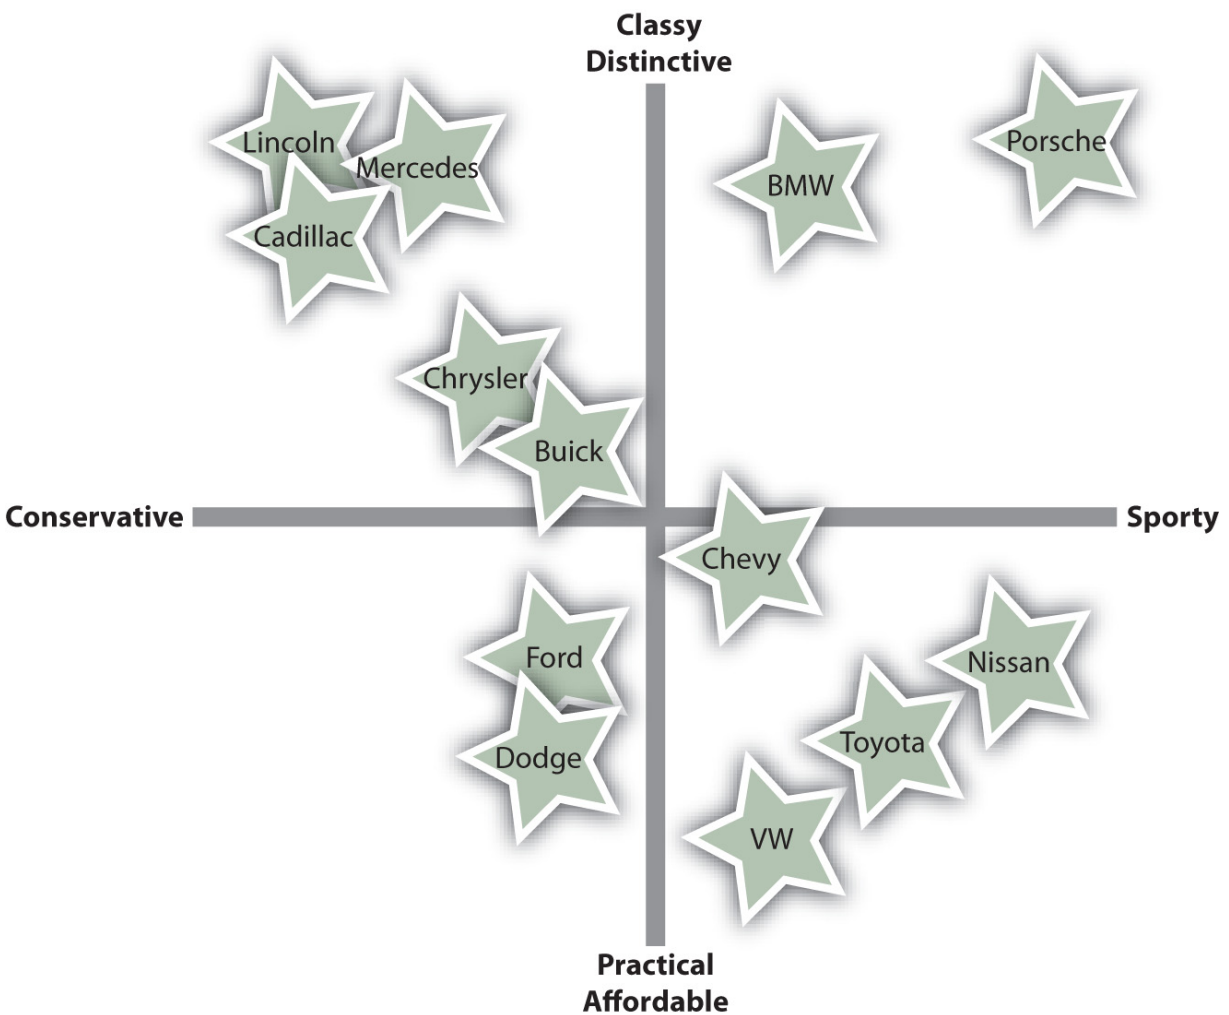 Classy
Distinctive
Lincoln
Mercedes
Cadillac
BMW
Porsche
Chrysler
Buick
Conservative
Sporty
Chevy
Ford
Nissan
Dodge
Toyota
VW
Practical
Affordable